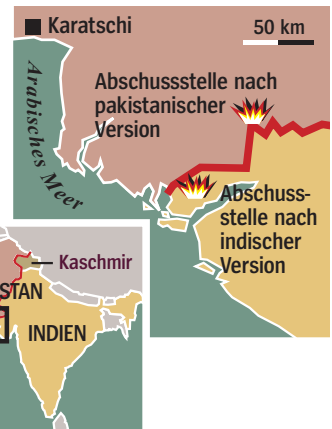 Karatschi
50 km
Arabisches Meer
Abschussstelle nach
pakistanischer
Version
Abschuss-
stelle nach
indischer
Version
Kaschmir
STAN
INDIEN